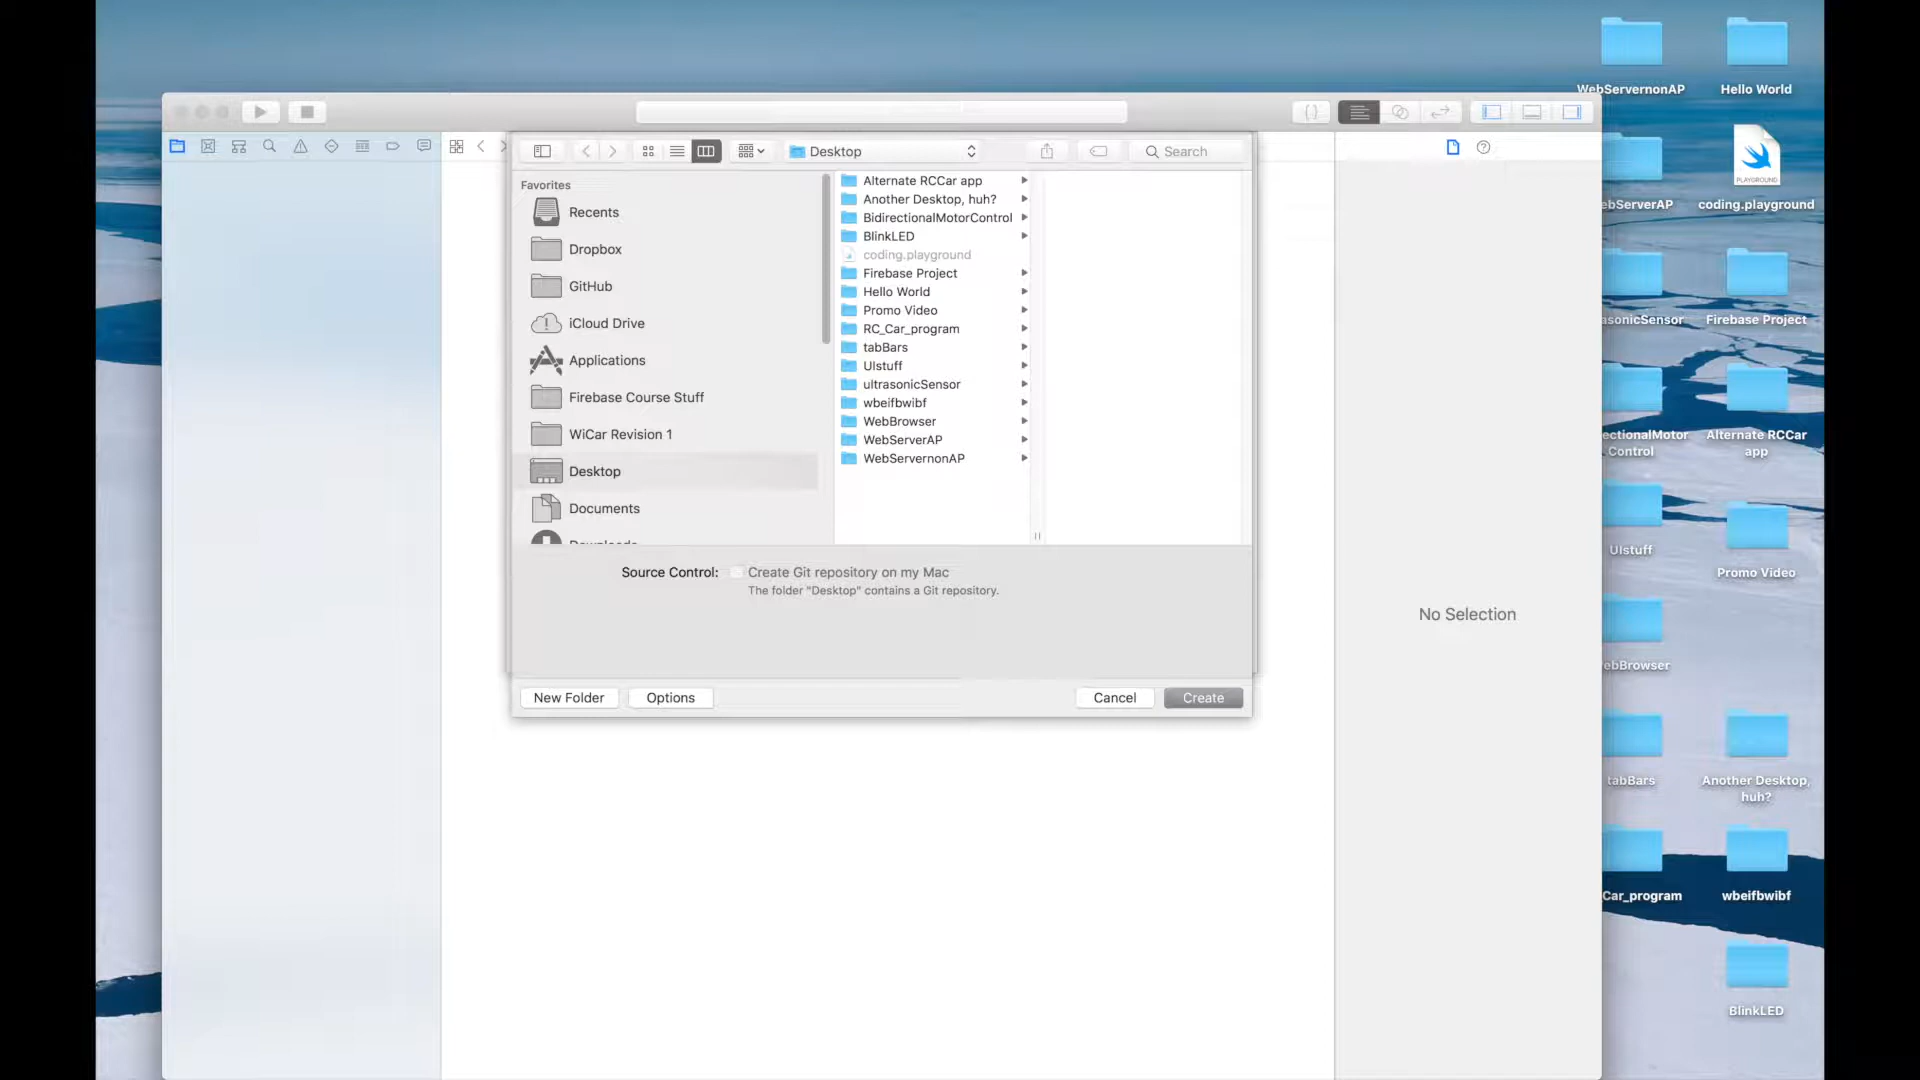 WebServernonAP
Hello World
PLAYGROUND
ebServerAP
coding.playground
Desktop
Search
Favorites
Recents
Dropbox
GitHub
iCloud Drive
Applications
Firebase Course Stuff
WiCar Revision 1
Desktop
Documents
Downloads
Alternate RCCar app
Another Desktop, huh?
BidirectionalMotorControl
BlinkLED
coding.playground
Firebase Project
Hello World
Promo Video
RC_Car_program
tabBars
UIstuff
ultrasonicSensor
wbeifbwibf
WebBrowser
WebServerAP
WebServernonAP
Source Control:
Create Git repository on my Mac
The folder "Desktop" contains a Git repository.
New Folder
Options
Cancel
Create
No Selection
asonicSensor
Firebase Project
ectionalMotor
Control
Alternate RCCar
app
UIstuff
Promo Video
ebBrowser
tabBars
Another Desktop,
huh?
Car_program
wbeifbwibf
BlinkLED